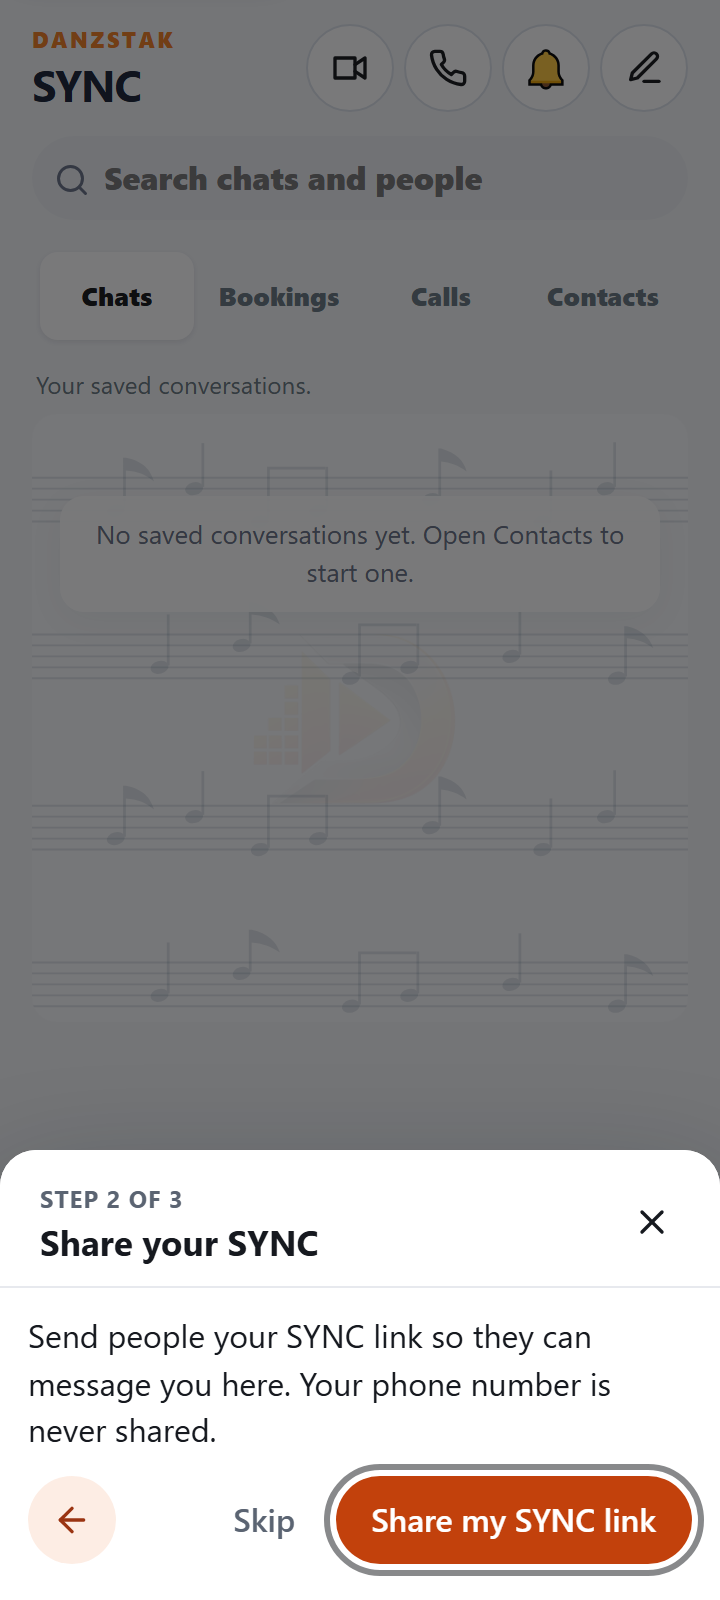 DANZSTAK
SYNC
Search chats and people
Chats
Bookings
Calls
Contacts
Your saved conversations.
No saved conversations yet. Open Contacts to
start one.
STEP 2 OF 3
Share your SYNC
Send people your SYNC link so they can
message you here. Your phone number is
never shared.
Skip
Share my SYNC link